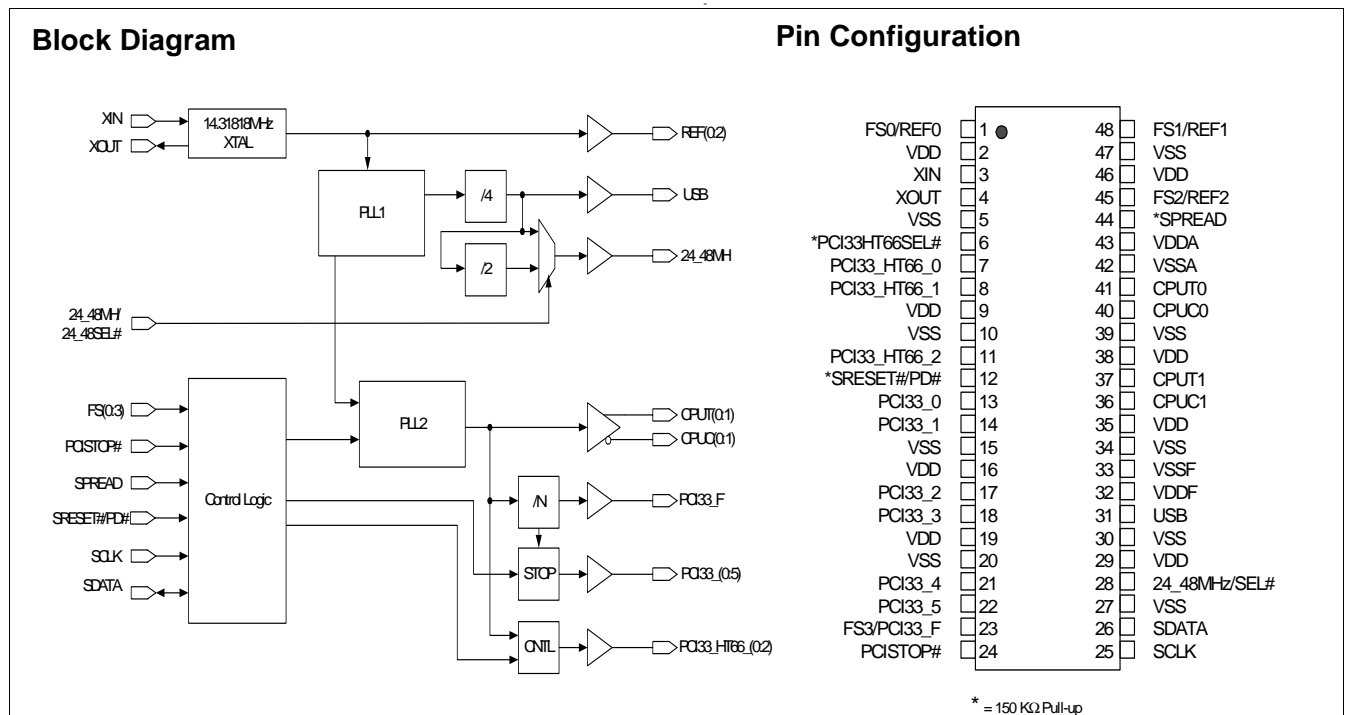 Block Diagram
XIN
XOUT
14.31818MHz
XTAL
REF(0:2)
PLL1
/4
USB
/2
24_48MH
24_48MH/
24_48SEL#
FS(0:3)
PCISTOP#
SPREAD
SRESET#/PD#
SCLK
SDATA
Control Logic
PLL2
CPUT(0:1)
CPUC(0:1)
/N
PCI33_F
STOP
PCI33_(0:5)
CNTL
PCI33_HT66_(0:2)
Pin Configuration
FS0/REF0 1 48 FS1/REF1
VDD 2 47 VSS
XIN 3 46 VDD
XOUT 4 45 FS2/REF2
VSS 5 44 *SPREAD
*PCI33HT66SEL# 6 43 VDDA
PCI33_HT66_0 7 42 VSSA
PCI33_HT66_1 8 41 CPUT0
VDD 9 40 CPUC0
VSS 10 39 VSS
PCI33_HT66_2 11 38 VDD
*SRESET#/PD# 12 37 CPUT1
PCI33_0 13 36 CPUC1
PCI33_1 14 35 VDD
VSS 15 34 VSS
VDD 16 33 VSSF
PCI33_2 17 32 VDDF
PCI33_3 18 31 USB
VDD 19 30 VSS
VSS 20 29 VDD
PCI33_4 21 28 24_48MHz/SEL#
PCI33_5 22 27 VSS
FS3/PCI33_F 23 26 SDATA
PCISTOP# 24 25 SCLK
* = 150 KΩ Pull-up